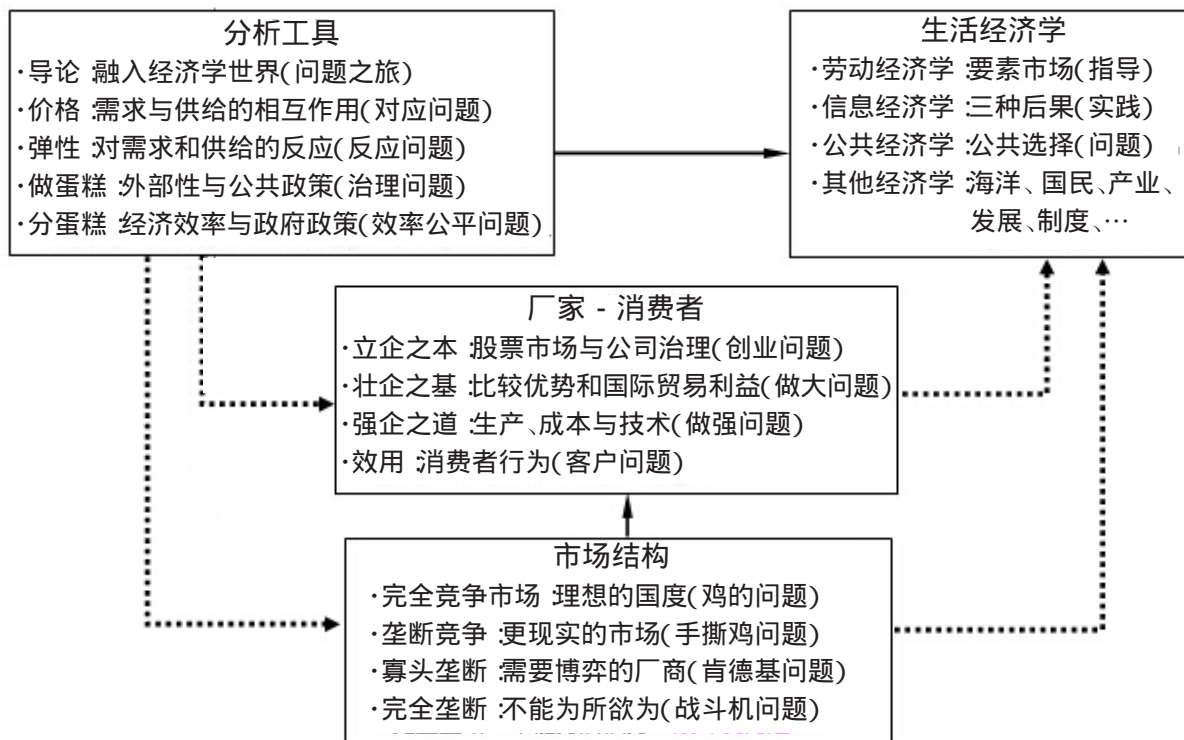 分析工具
·导论:融入经济学世界(问题之旅)
·价格:需求与供给的相互作用(对应问题)
·弹性:对需求和供给的反应(反应问题)
·做蛋糕:外部性与公共政策(治理问题)
·分蛋糕:经济效率与政府政策(效率公平问题)
生活经济学
·劳动经济学:要素市场(指导)
·信息经济学:三种后果(实践)
·公共经济学:公共选择(问题)
·其他经济学:海洋、国民、产业、
发展、制度、…
厂家 - 消费者
·立企之本:股票市场与公司治理(创业问题)
·壮企之基:比较优势和国际贸易利益(做大问题)
·强企之道:生产、成本与技术(做强问题)
·效用:消费者行为(客户问题)
市场结构
·完全竞争市场:理想的国度(鸡的问题)
·垄断竞争:更现实的市场(手撕鸡问题)
·寡头垄断:需要博弈的厂商(肯德基问题)
·完全垄断:不能为所欲为(战斗机问题)